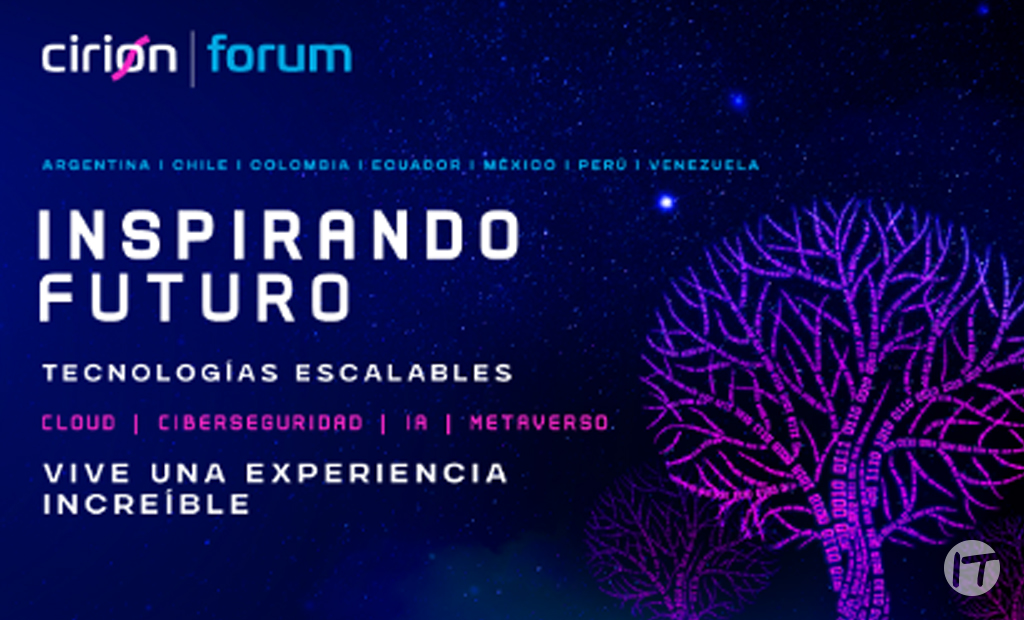 cirion | forum
ARGENTINA | CHILE | COLOMBIA | ECUADOR | MÉXICO | PERÚ | VENEZUELA
INSPIRANDO
FUTURO
TECNOLOGÍAS ESCALABLES
CLOUD | CIBERSEGURIDAD | IA | METAVERSO
VIVE UNA EXPERIENCIA
INCREÍBLE
IT